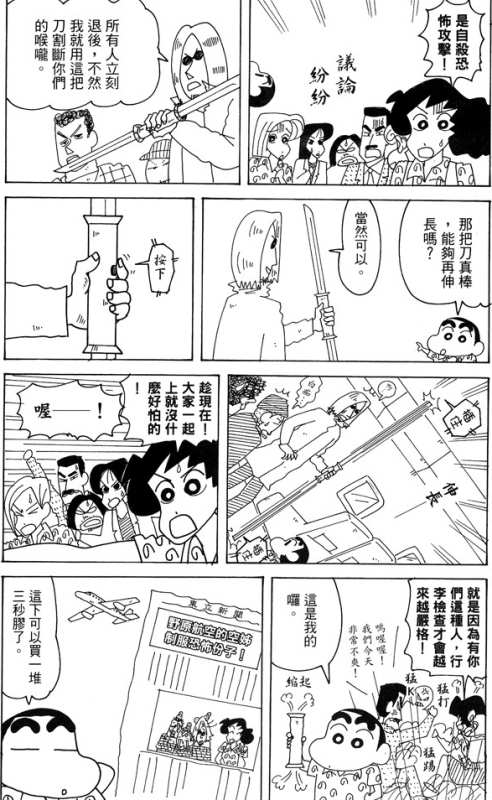 是自殺恐
怖攻擊!
議論
紛紛
所有人立刻
退後,不然
我就用這把
刀割斷你們
的喉嚨。
那把刀真棒
,能夠再伸
長嗎?
當然可以。
按下
伸長
趁現在!
大家一起
上就沒什
麼好怕的
!
喔——!
就是因為有你
們這種人,行
李檢查才會越
來越嚴格!
猛打
猛K
猛踢
嗚喔喔!
我們今天
非常不爽!
這是我的
囉。
縮起
東立新聞
野原航空的空姊
制服恐怖份子!
這下可以買一堆
三秒膠了。